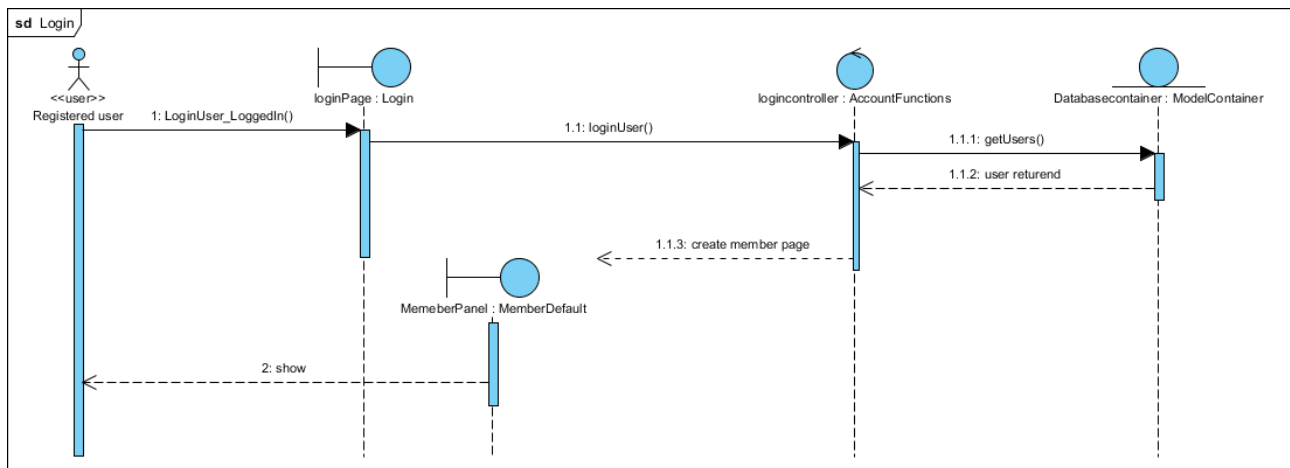 sd Login
<<user>>
Registered user
loginPage : Login
logincontroller : AccountFunctions
Databasecontainer : ModelContainer
1: LoginUser_LoggedIn()
1.1: loginUser()
1.1.1: getUsers()
1.1.2: user returend
1.1.3: create member page
MemeberPanel : MemberDefault
2: show